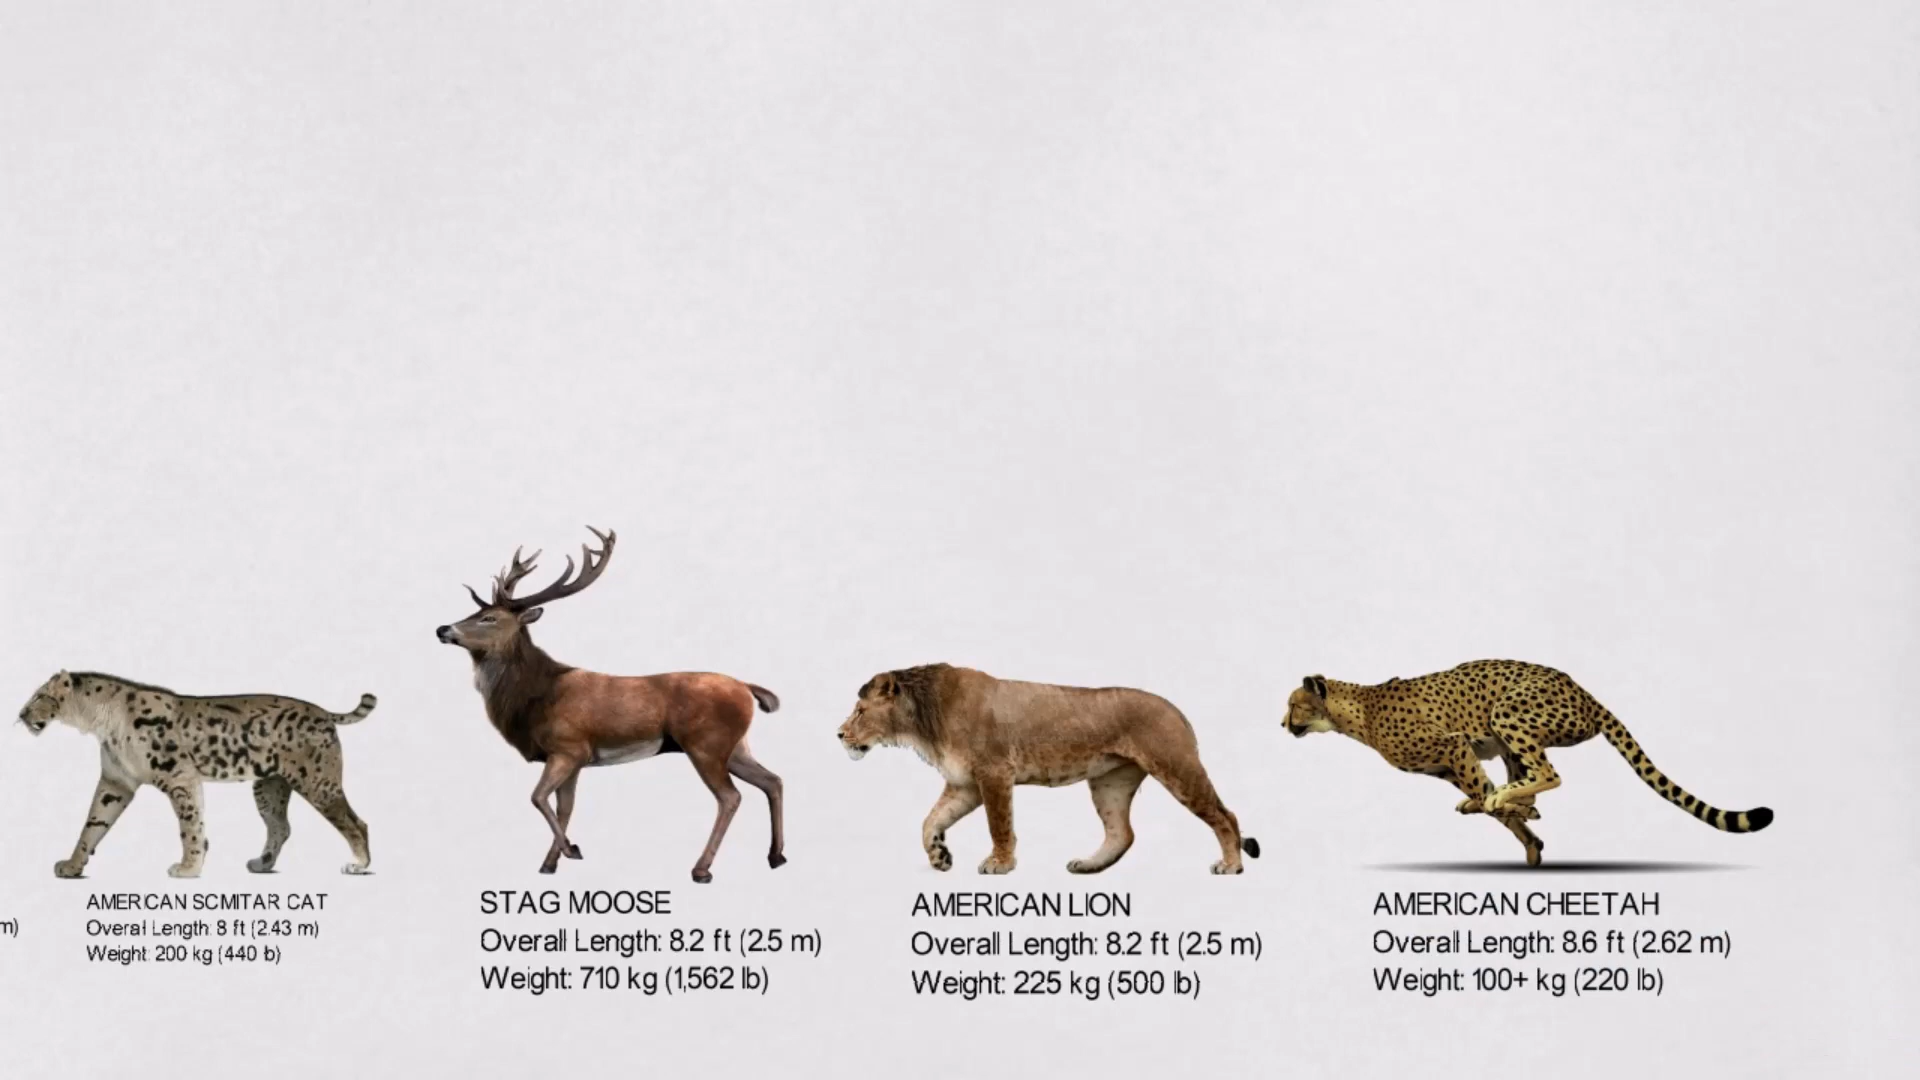 m)
AMERICAN SCIMITAR CAT
Overall Length: 8 ft (2.43 m)
Weight: 200 kg (440 lb)
STAG MOOSE
Overall Length: 8.2 ft (2.5 m)
Weight: 710 kg (1,562 lb)
AMERICAN LION
Overall Length: 8.2 ft (2.5 m)
Weight: 225 kg (500 lb)
AMERICAN CHEETAH
Overall Length: 8.6 ft (2.62 m)
Weight: 100+ kg (220 lb)